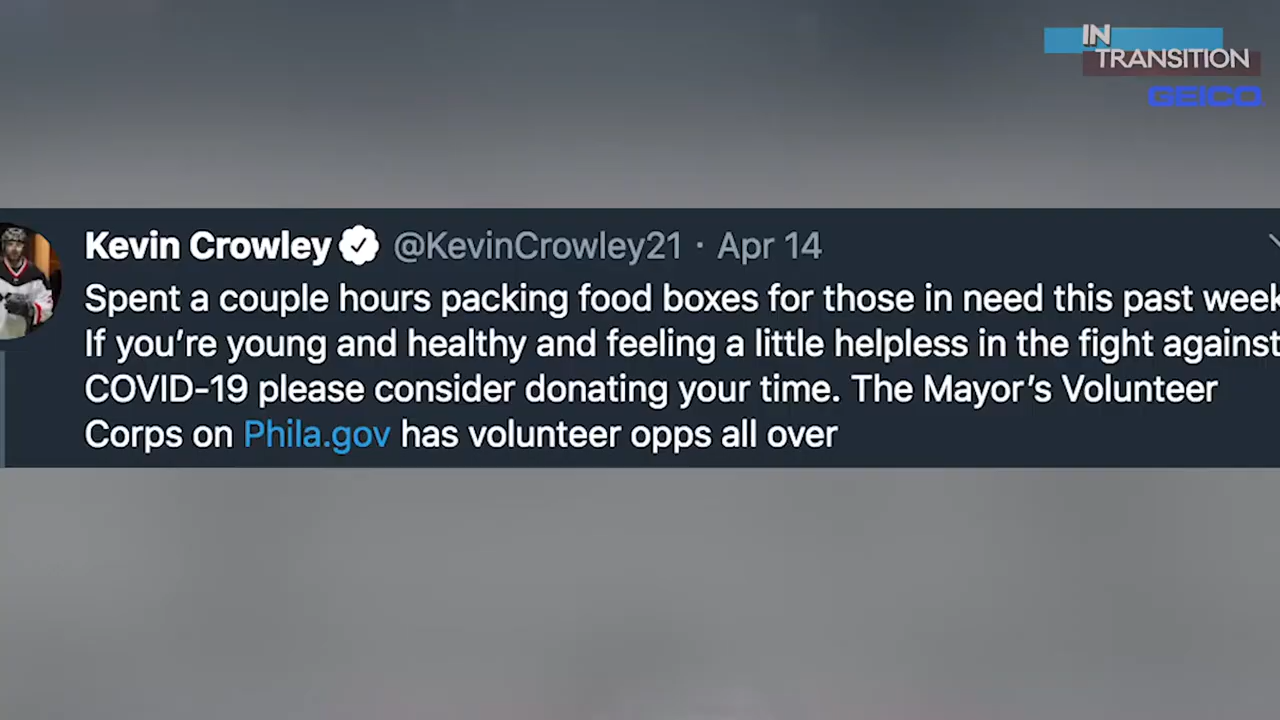 IN
TRANSITION
GEICO
Kevin Crowley @KevinCrowley21 · Apr 14
Spent a couple hours packing food boxes for those in need this past week
If you’re young and healthy and feeling a little helpless in the fight against
COVID-19 please consider donating your time. The Mayor’s Volunteer
Corps on Phila.gov has volunteer opps all over